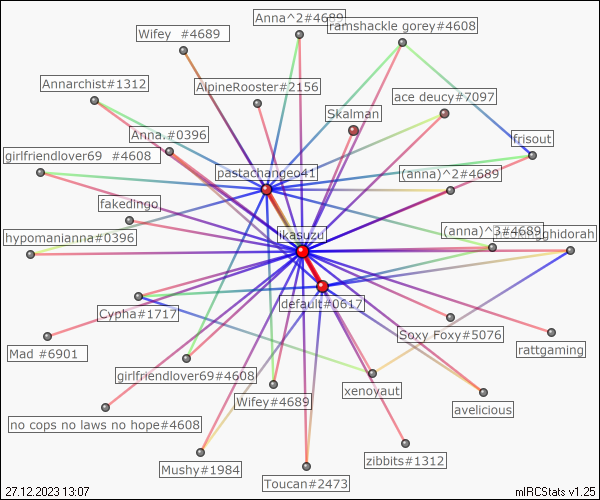 Anna^2#4689
ramshackle gorey#4608
Wifey #4689
Annarchist#1312
AlpineRooster#2156
ace deucy#7097
Skalman
Anna.#0396
frisout
girlfriendlover69 #4608
pastachangeo41
(anna)^2#4689
fakedingo
hypomanianna#0396
ikasuzu
(anna)^3#4689
ghidorah
default#0617
Cypha#1717
Soxy Foxy#5076
rattgaming
Mad #6901
girlfriendlover69#4608
xenoyaut
Wifey#4689
avelicious
no cops no laws no hope#4608
zibbits#1312
Mushy#1984
Toucan#2473
27.12.2023 13:07
mIRCStats v1.25